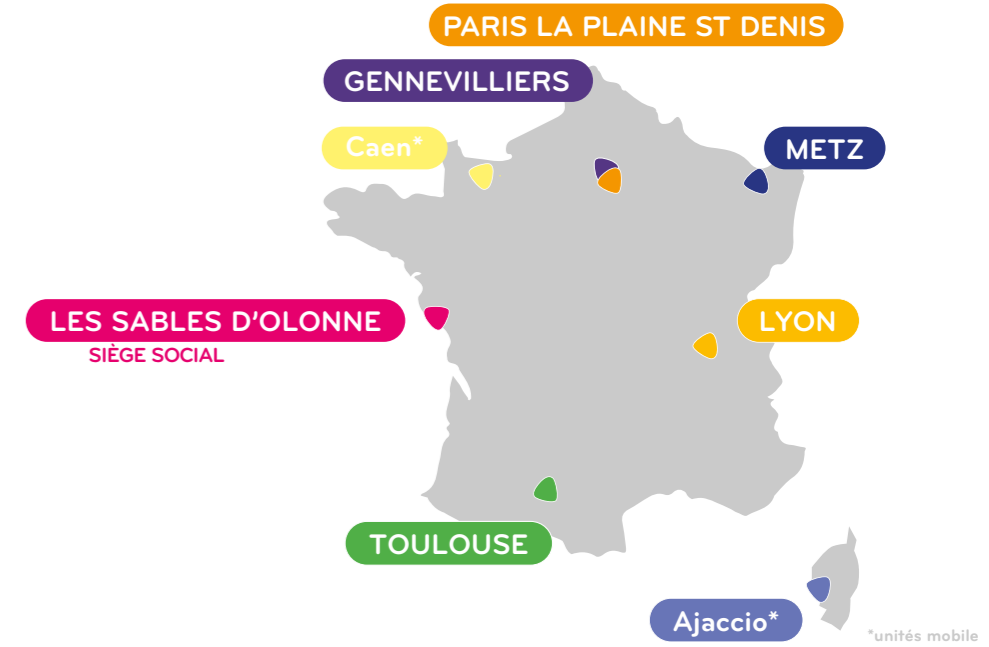 PARIS LA PLAINE ST DENIS
GENNEVILLIERS
Caen*
METZ
LES SABLES D'OLONNE
SIÈGE SOCIAL
LYON
TOULOUSE
Ajaccio*
*unités mobile